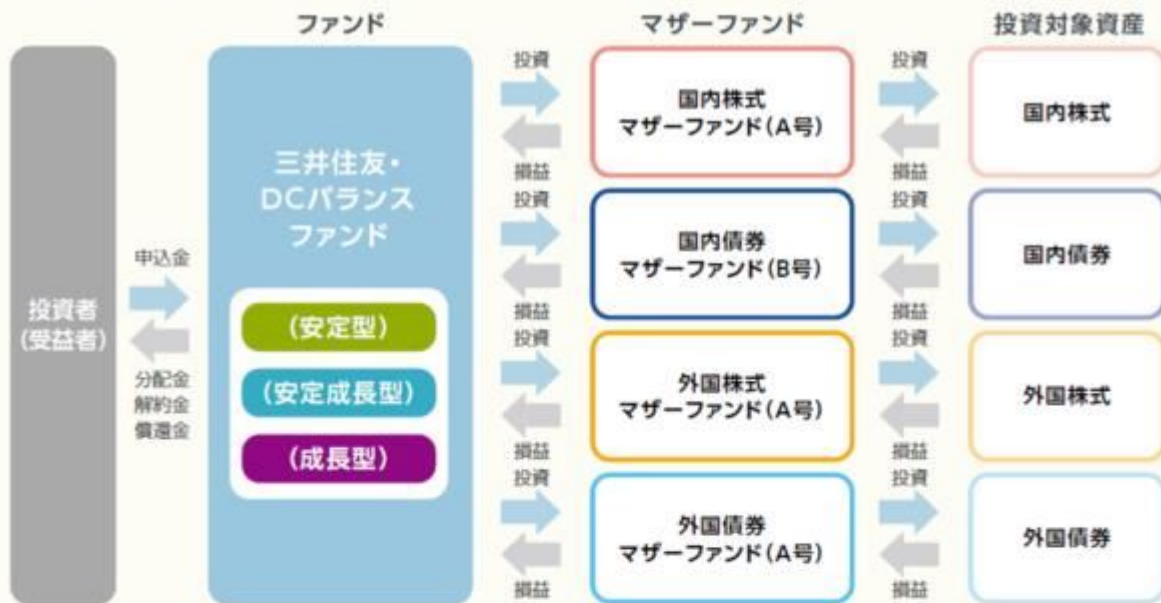 ファンド
マザーファンド
投資対象資産
投資者
(受益者)
申込金
分配金
解約金
償還金
三井住友・
DCバランス
ファンド
(安定型)
(安定成長型)
(成長型)
投資
損益
投資
損益
投資
損益
投資
損益
国内株式
マザーファンド(A号)
国内債券
マザーファンド(B号)
外国株式
マザーファンド(A号)
外国債券
マザーファンド(A号)
投資
損益
投資
損益
投資
損益
投資
損益
国内株式
国内債券
外国株式
外国債券